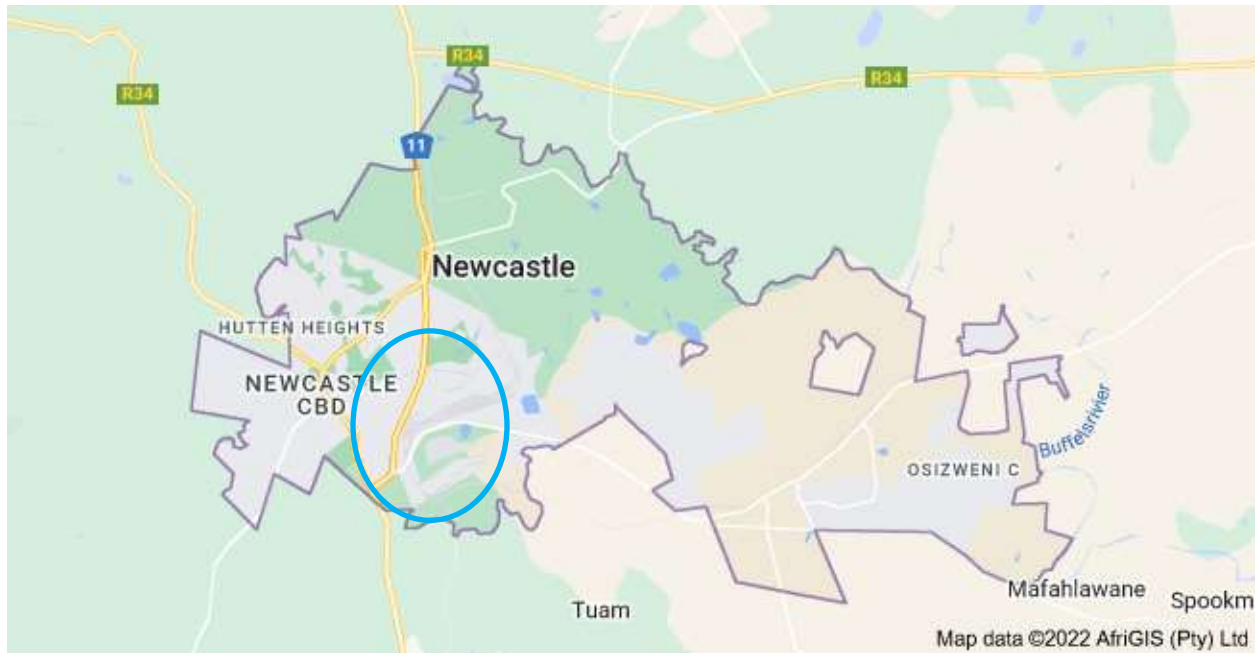 R34
R34
R34
11
Newcastle
HUTTEN HEIGHTS
NEWCASTLE
CBD
Buffelsrivier
OSIZWENI C
Mafahlawane
Spookm
Tuam
Map data ©2022 AfriGIS (Pty) Ltd